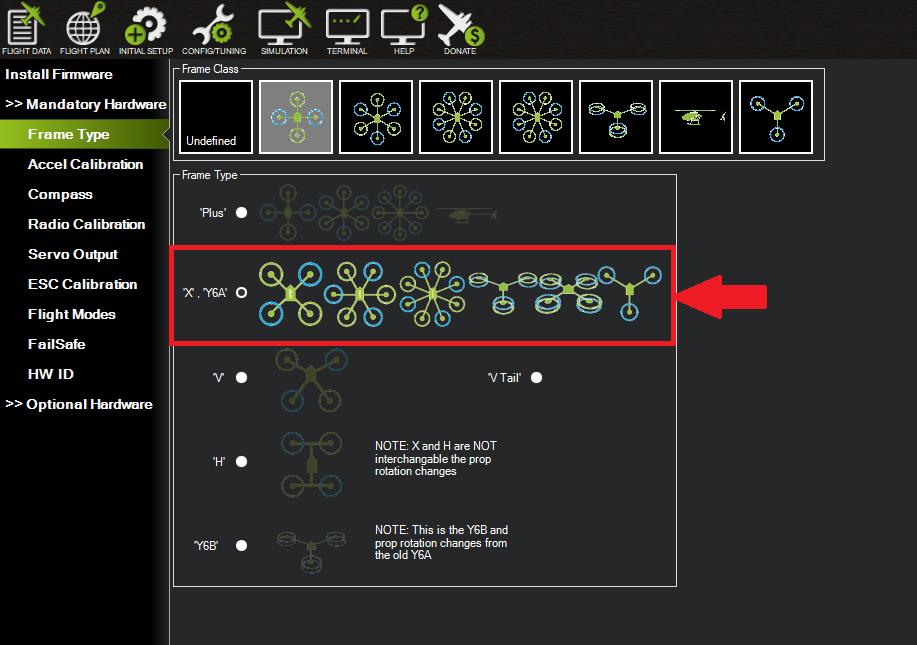 FLIGHT DATA
FLIGHT PLAN
INITIAL SETUP
CONFIG/TUNING
SIMULATION
TERMINAL
HELP
DONATE
Install Firmware
>> Mandatory Hardware
Frame Type
Accel Calibration
Compass
Radio Calibration
Servo Output
ESC Calibration
Flight Modes
FailSafe
HW ID
>> Optional Hardware
Frame Class
Undefined
Frame Type
'Plus'
'X' , 'Y6A'
'V'
'V Tail'
'H'
NOTE: X and H are NOT
interchangable the prop
rotation changes
'Y6B'
NOTE: This is the Y6B and
prop rotation changes from
the old Y6A